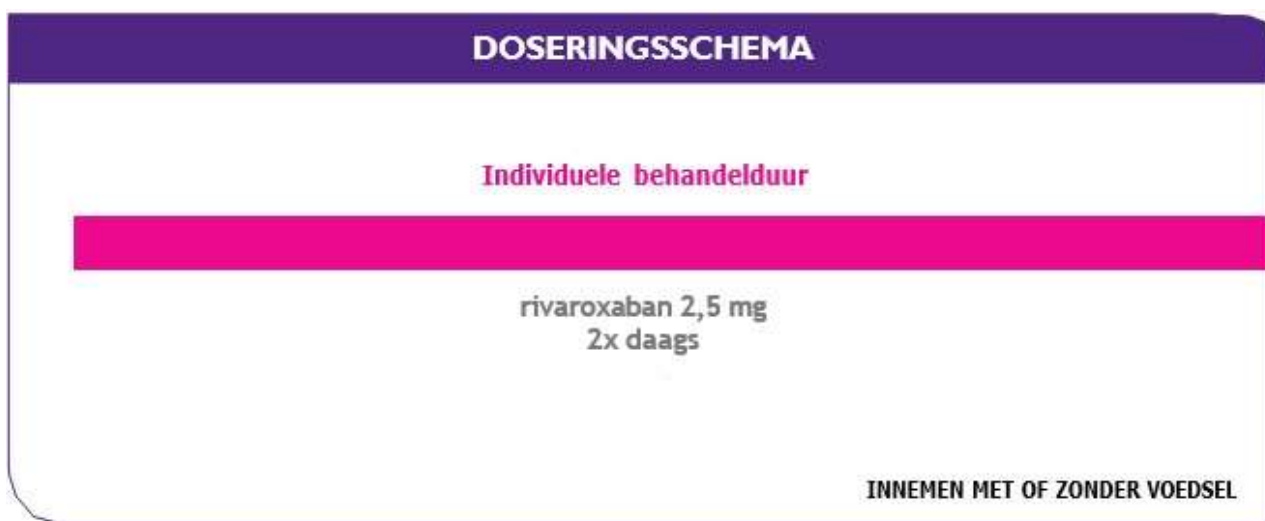 DOSERINGSSCHEMA
Individuele behandelduur
rivaroxaban 2,5 mg
2x daags
INNEMEN MET OF ZONDER VOEDSEL